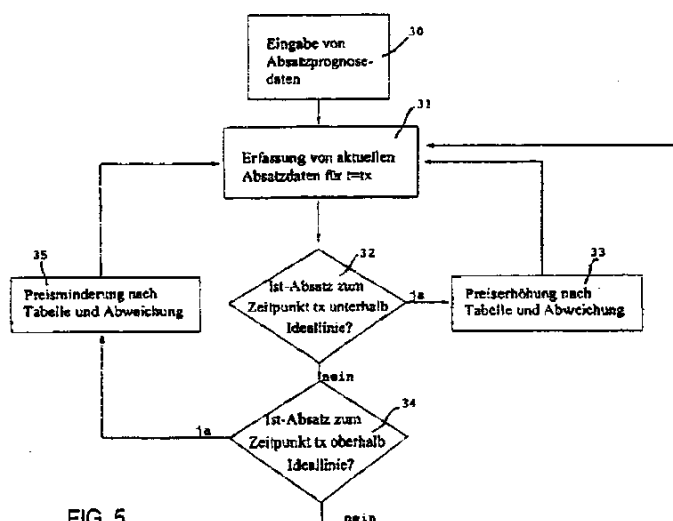 30
Eingabe von
Absatzprognose-
daten
31
Erfassung von aktuellen
Absatzdaten für t=tx
32
Ist-Absatz zum
Zeitpunkt tx unterhalb
Ideallinie?
ja
33
Preiserhöhung nach
Tabelle und Abweichung
35
Preisminderung nach
Tabelle und Abweichung
nein
34
Ist-Absatz zum
Zeitpunkt tx oberhalb
Ideallinie?
ja
nein
FIG. 5